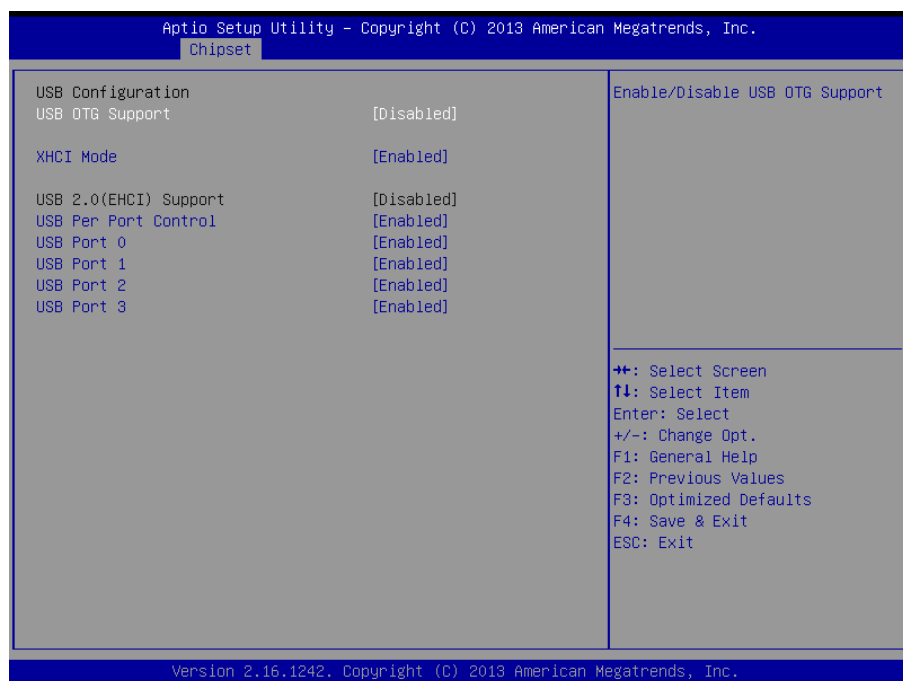 Aptio Setup Utility – Copyright (C) 2013 American Megatrends, Inc.
Chipset
USB Configuration
USB OTG Support [Disabled]
XHCI Mode [Enabled]
USB 2.0(EHCI) Support [Disabled]
USB Per Port Control [Enabled]
USB Port 0 [Enabled]
USB Port 1 [Enabled]
USB Port 2 [Enabled]
USB Port 3 [Enabled]
Enable/Disable USB OTG Support
→←: Select Screen
↑↓: Select Item
Enter: Select
+/-: Change Opt.
F1: General Help
F2: Previous Values
F3: Optimized Defaults
F4: Save & Exit
ESC: Exit
Version 2.16.1242. Copyright (C) 2013 American Megatrends, Inc.